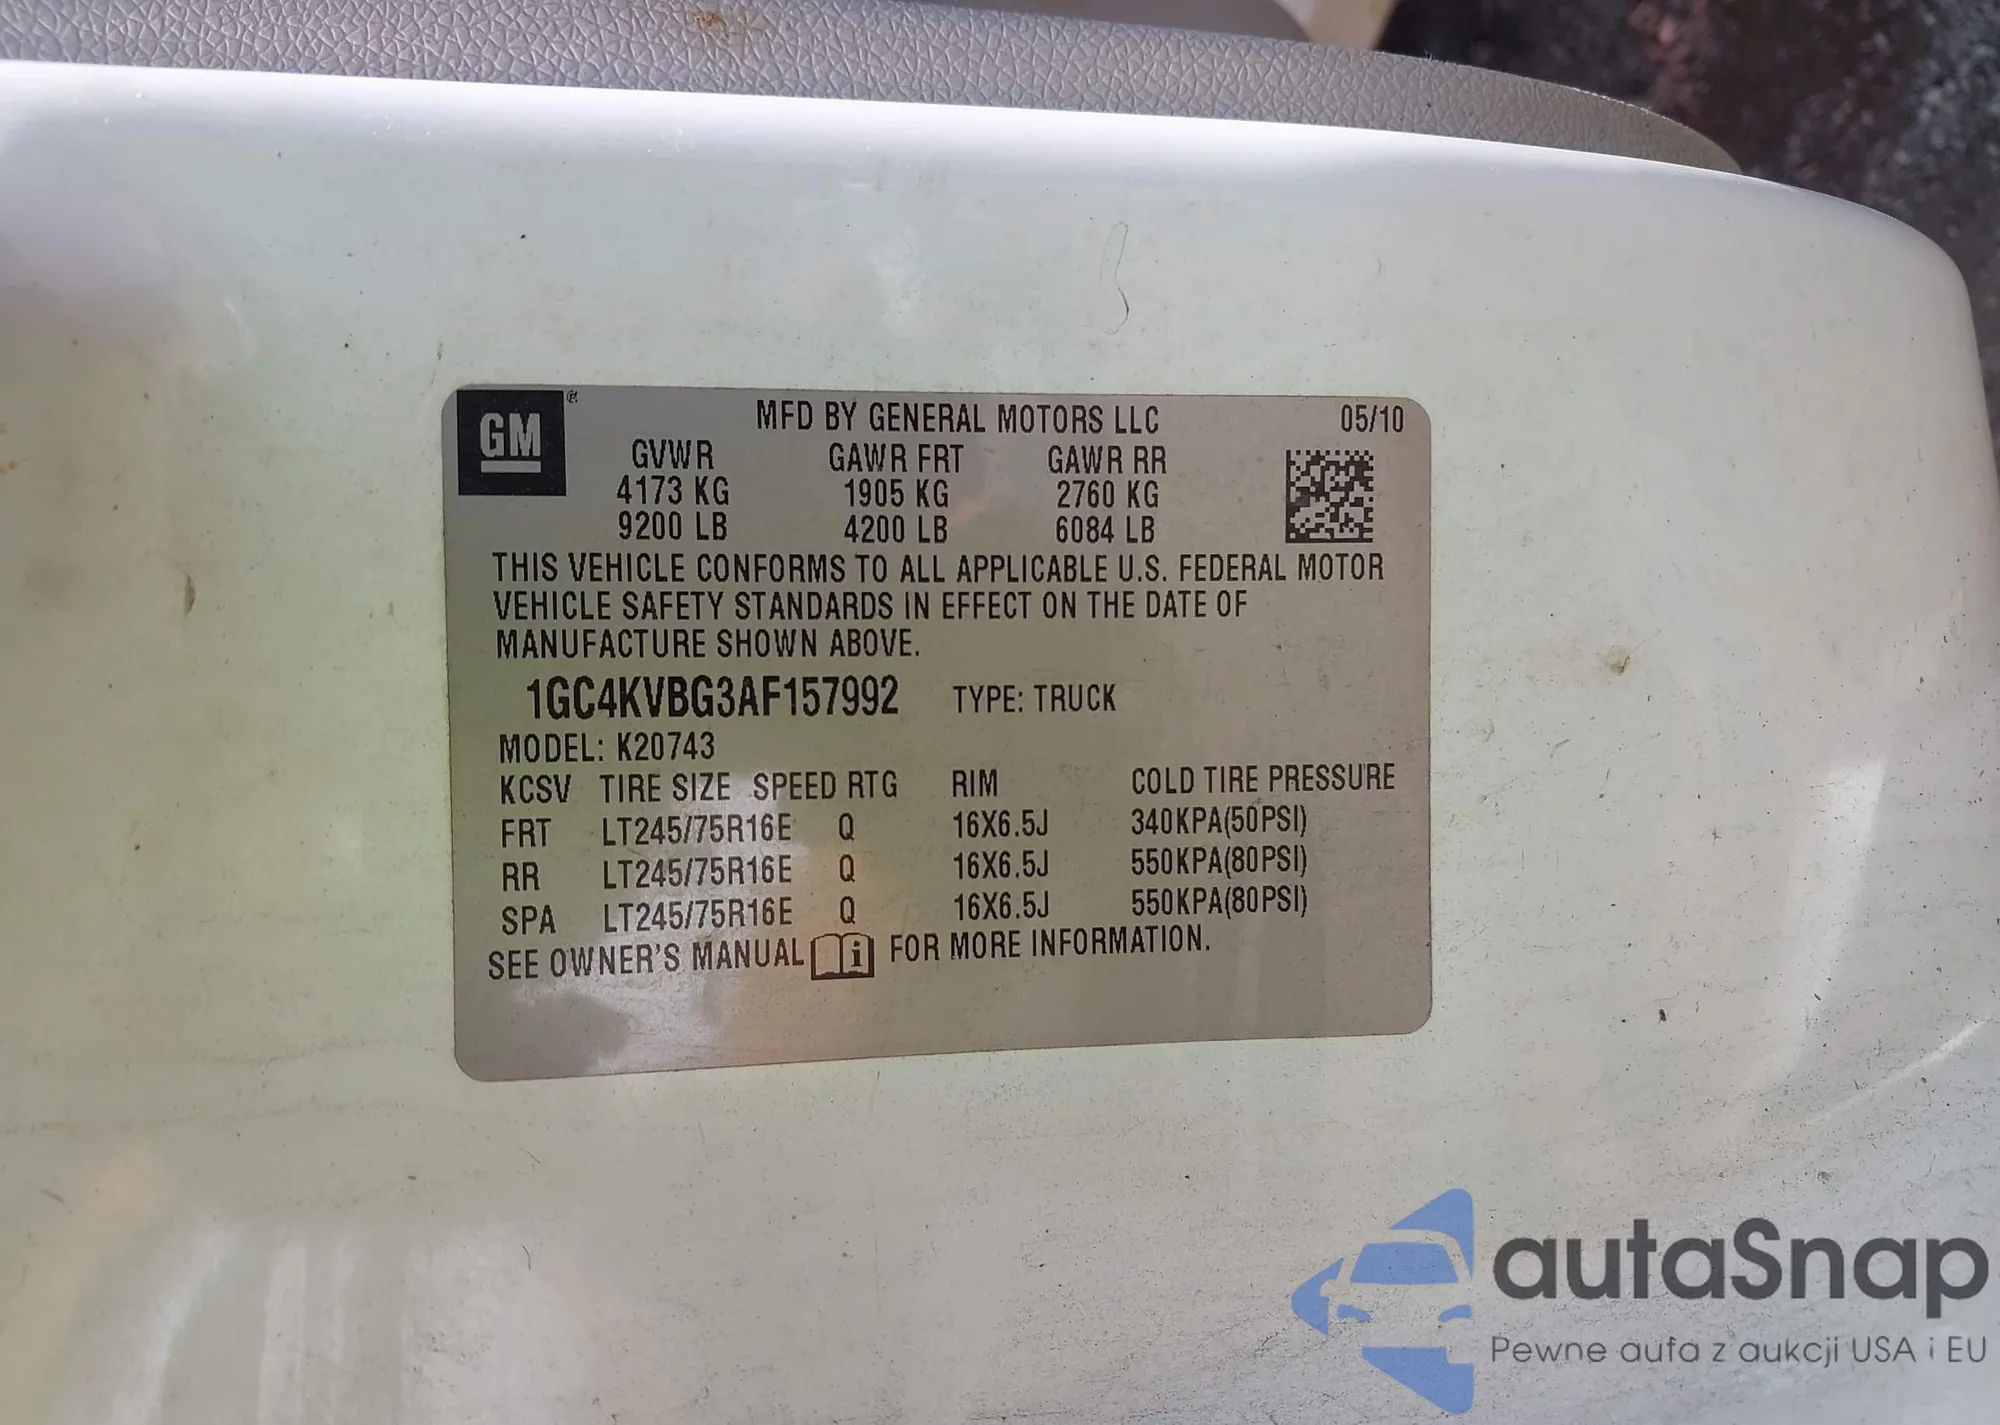 GM
MFD BY GENERAL MOTORS LLC 05/10
GVWR GAWR FRT GAWR RR
4173 KG 1905 KG 2760 KG
9200 LB 4200 LB 6084 LB
THIS VEHICLE CONFORMS TO ALL APPLICABLE U.S. FEDERAL MOTOR
VEHICLE SAFETY STANDARDS IN EFFECT ON THE DATE OF
MANUFACTURE SHOWN ABOVE.
1GC4KVBG3AF157992 TYPE: TRUCK
MODEL: K20743
KCSV TIRE SIZE SPEED RTG RIM COLD TIRE PRESSURE
FRT LT245/75R16E Q 16X6.5J 340KPA(50PSI)
RR LT245/75R16E Q 16X6.5J 550KPA(80PSI)
SPA LT245/75R16E Q 16X6.5J 550KPA(80PSI)
SEE OWNER'S MANUAL i FOR MORE INFORMATION.
autaSnap
Pewne auta z aukcji USA i EU